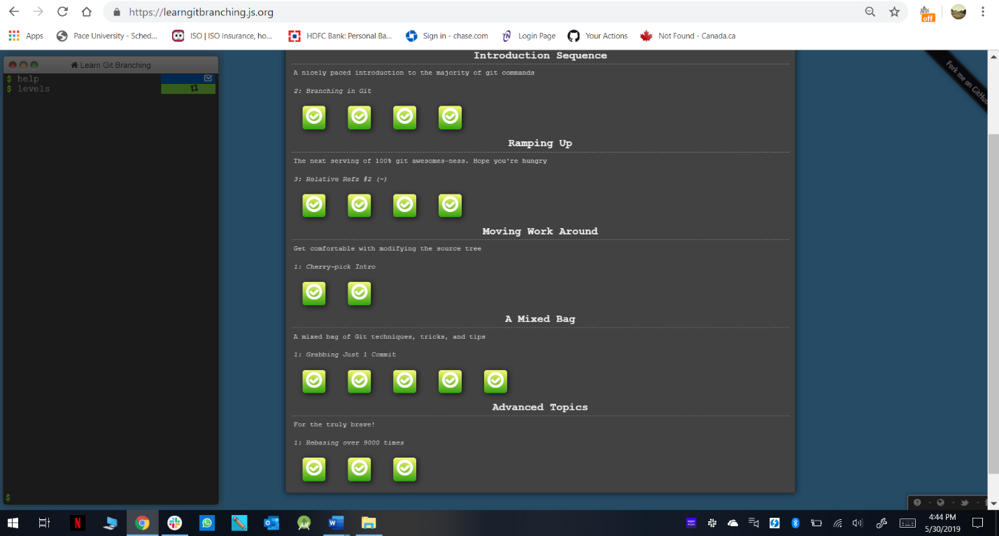 https://learngitbranching.js.org
off
Apps
Pace University - Sched...
ISO | ISO Insurance, ho...
HDFC Bank: Personal Ba...
Sign in - chase.com
Login Page
Your Actions
Not Found - Canada.ca
Learn Git Branching
$ help
$ levels
$
Introduction Sequence
A nicely paced introduction to the majority of git commands
2: Branching in Git
Ramping Up
The next serving of 100% git awesomes-ness. Hope you're hungry
3: Relative Refs #2 (~)
Moving Work Around
Get comfortable with modifying the source tree
1: Cherry-pick Intro
A Mixed Bag
A mixed bag of Git techniques, tricks, and tips
1: Grabbing Just 1 Commit
Advanced Topics
For the truly brave!
1: Rebasing over 9000 times
Fork me on GitHub
4:44 PM
5/30/2019